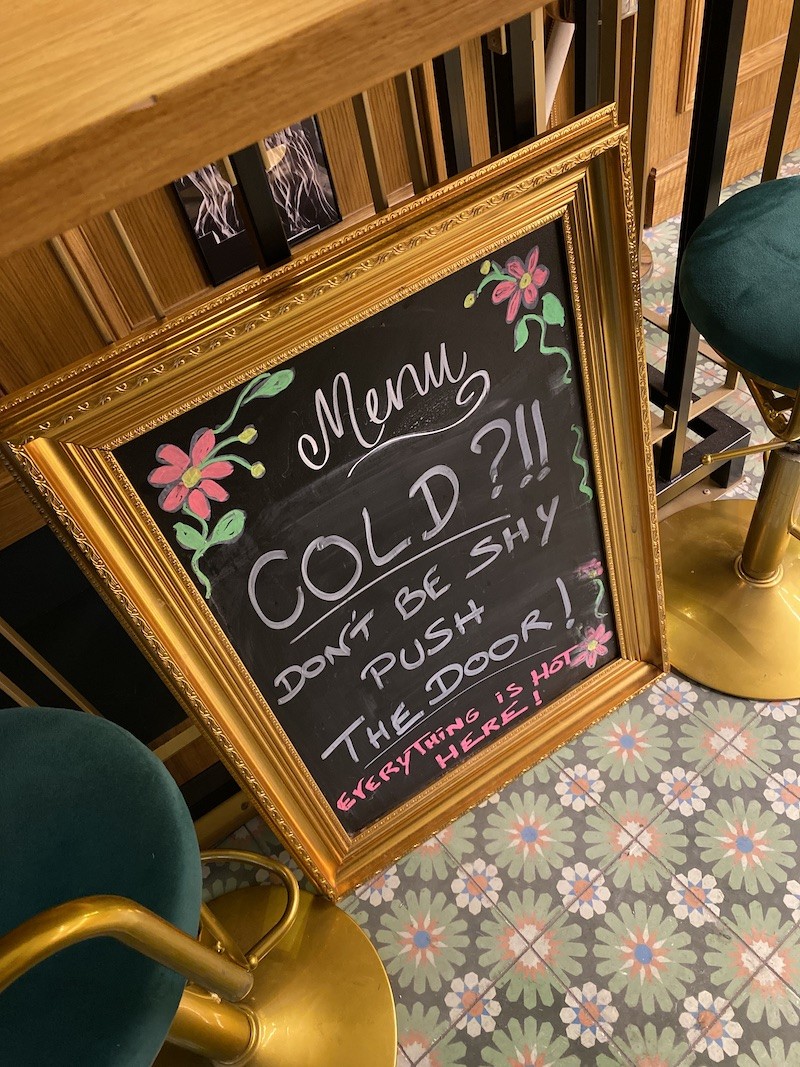 Menu
COLD?!!
DON'T BE SHY
PUSH
THE DOOR!
EVERYTHING IS HOT
HERE!